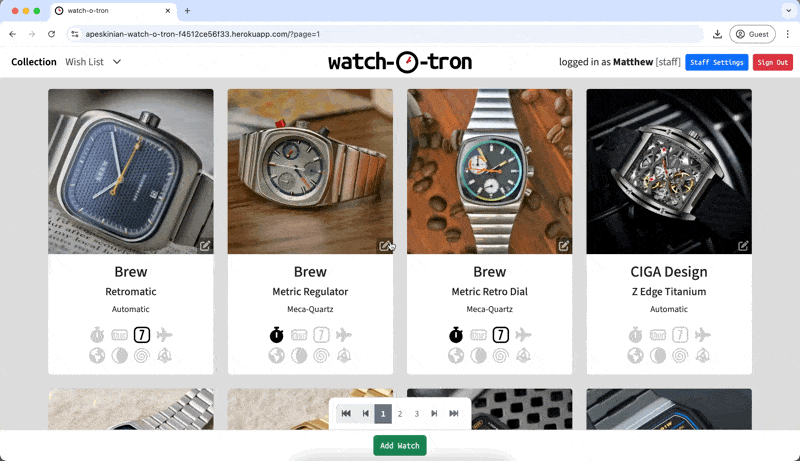 watch-o-tron
apeskinian-watch-o-tron-f4512ce56f33.herokuapp.com/?page=1
Guest
Collection
Wish List
watch-O-tron
logged in as Matthew [staff]
Staff Settings
Sign Out
Brew
Retromatic
Automatic
7
Brew
Metric Regulator
Meca-Quartz
7
Brew
Metric Retro Dial
Meca-Quartz
7
CIGA Design
Z Edge Titanium
Automatic
7
1 2 3
Add Watch